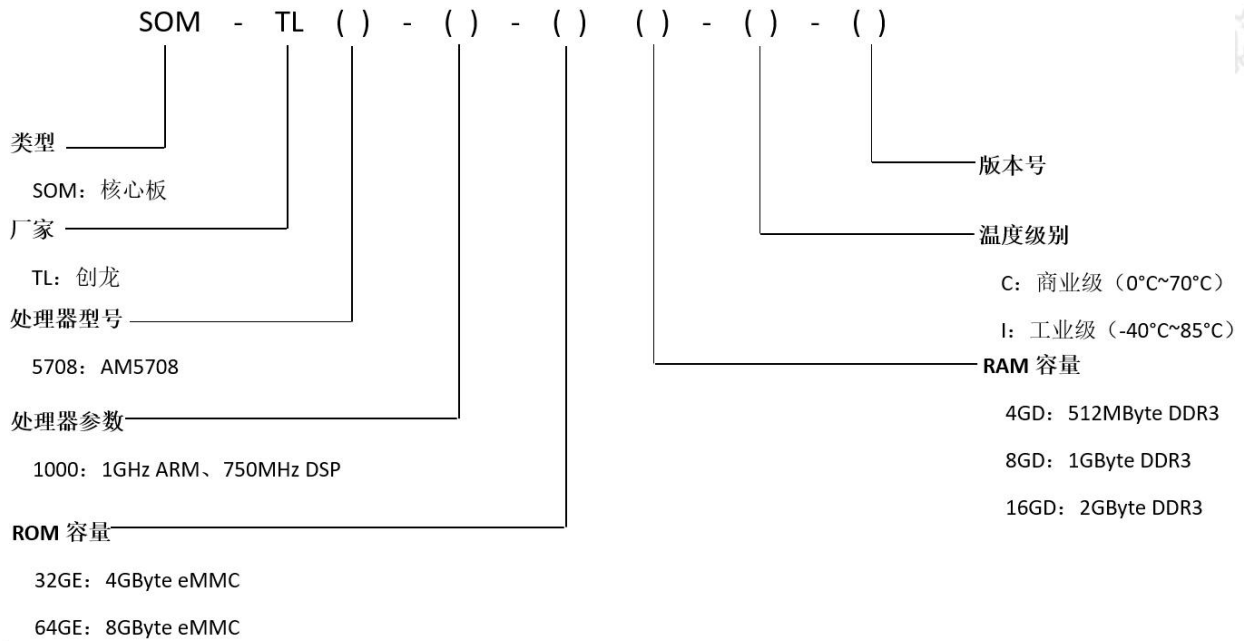 SOM - TL ( ) - ( ) - ( ) ( ) - ( ) - ( )
类型
SOM：核心板
厂家
TL：创龙
处理器型号
5708：AM5708
处理器参数
1000：1GHz ARM、750MHz DSP
ROM 容量
32GE：4GByte eMMC
64GE：8GByte eMMC
版本号
温度级别
C：商业级（0°C~70°C）
I：工业级（-40°C~85°C）
RAM 容量
4GD：512MByte DDR3
8GD：1GByte DDR3
16GD：2GByte DDR3